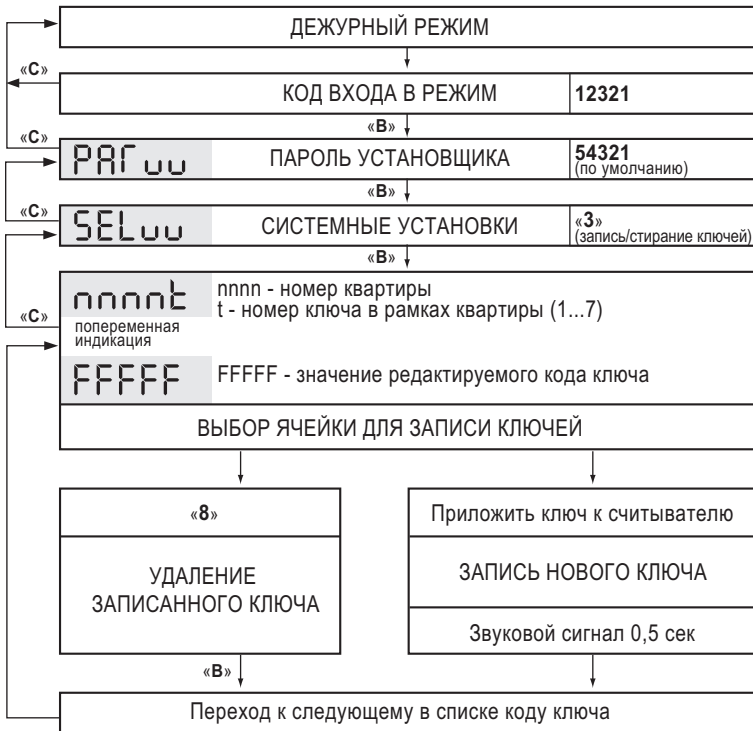 ДЕЖУРНЫЙ РЕЖИМ
«С»
КОД ВХОДА В РЕЖИМ 12321
«В»
«С»
PAГuu ПАРОЛЬ УСТАНОВЩИКА 54321
(по умолчанию)
«В»
«С»
SELuu СИСТЕМНЫЕ УСТАНОВКИ «3»
(запись/стирание ключей)
«В»
«С»
nnnnt nnnn - номер квартиры
t - номер ключа в рамках квартиры (1...7)
попеременная
индикация
FFFFF FFFFF - значение редактируемого кода ключа
ВЫБОР ЯЧЕЙКИ ДЛЯ ЗАПИСИ КЛЮЧЕЙ
«8»
УДАЛЕНИЕ
ЗАПИСАННОГО КЛЮЧА
«В»
Приложить ключ к считывателю
ЗАПИСЬ НОВОГО КЛЮЧА
Звуковой сигнал 0,5 сек
Переход к следующему в списке коду ключа